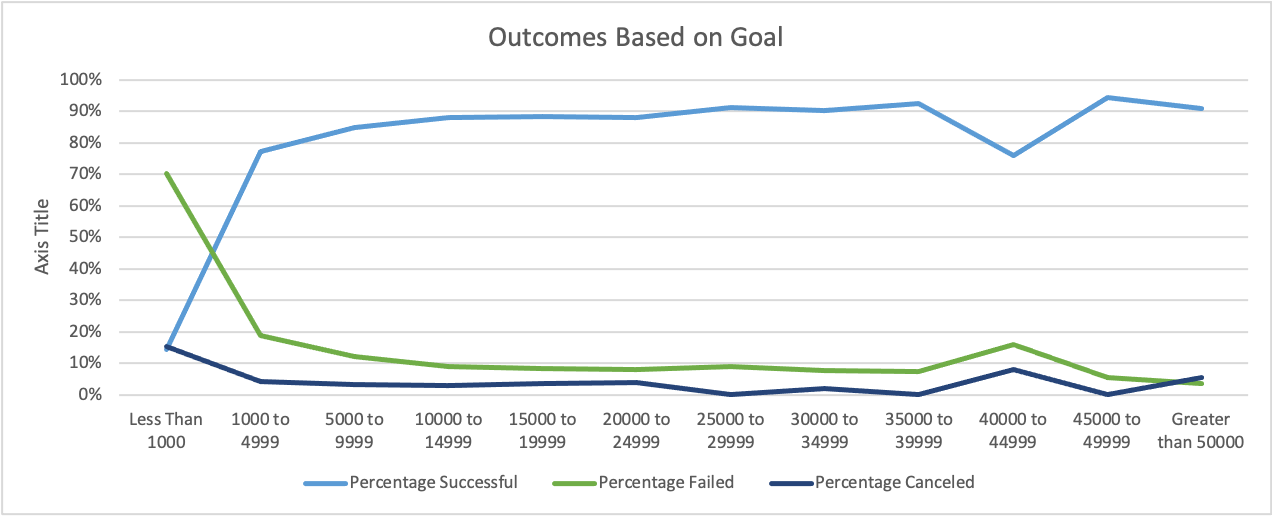 Outcomes Based on Goal
Axis Title
100%
90%
80%
70%
60%
50%
40%
30%
20%
10%
0%
Less Than 1000
1000 to 4999
5000 to 9999
10000 to 14999
15000 to 19999
20000 to 24999
25000 to 29999
30000 to 34999
35000 to 39999
40000 to 44999
45000 to 49999
Greater than 50000
Percentage Successful
Percentage Failed
Percentage Canceled